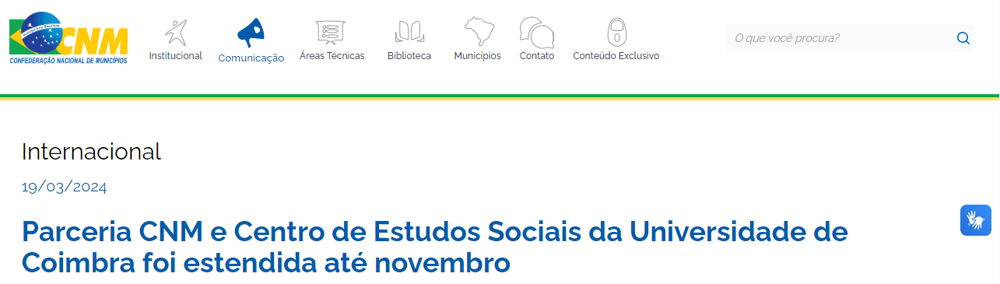 CNM
CONFEDERAÇÃO NACIONAL DE MUNICÍPIOS
Institucional
Comunicação
Áreas Técnicas
Biblioteca
Municípios
Contato
Conteúdo Exclusivo
O que você procura?
Internacional
19/03/2024
Parceria CNM e Centro de Estudos Sociais da Universidade de
Coimbra foi estendida até novembro